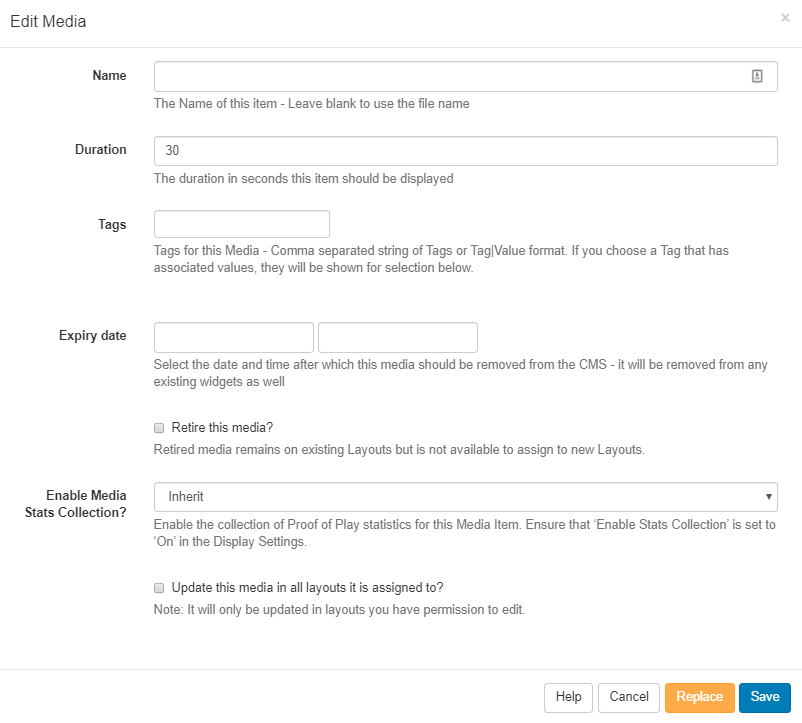 Edit Media
×
Name
The Name of this item - Leave blank to use the file name
Duration
30
The duration in seconds this item should be displayed
Tags
Tags for this Media - Comma separated string of Tags or Tag|Value format. If you choose a Tag that has
associated values, they will be shown for selection below.
Expiry date
Select the date and time after which this media should be removed from the CMS - it will be removed from any
existing widgets as well
Retire this media?
Retired media remains on existing Layouts but is not available to assign to new Layouts.
Enable Media
Stats Collection?
Inherit
Enable the collection of Proof of Play statistics for this Media Item. Ensure that ‘Enable Stats Collection’ is set to
‘On’ in the Display Settings.
Update this media in all layouts it is assigned to?
Note: It will only be updated in layouts you have permission to edit.
Help
Cancel
Replace
Save